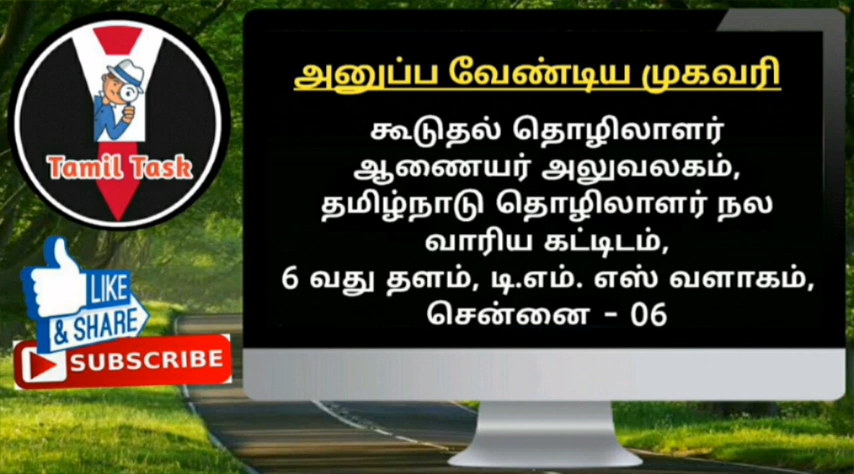 Tamil Task
LIKE
& SHARE
SUBSCRIBE
அனுப்ப வேண்டிய முகவரி
கூடுதல் தொழிலாளர்
ஆணையர் அலுவலகம்,
தமிழ்நாடு தொழிலாளர் நல
வாரிய கட்டிடம்,
6 வது தளம், டி.எம். எஸ் வளாகம்,
சென்னை - 06